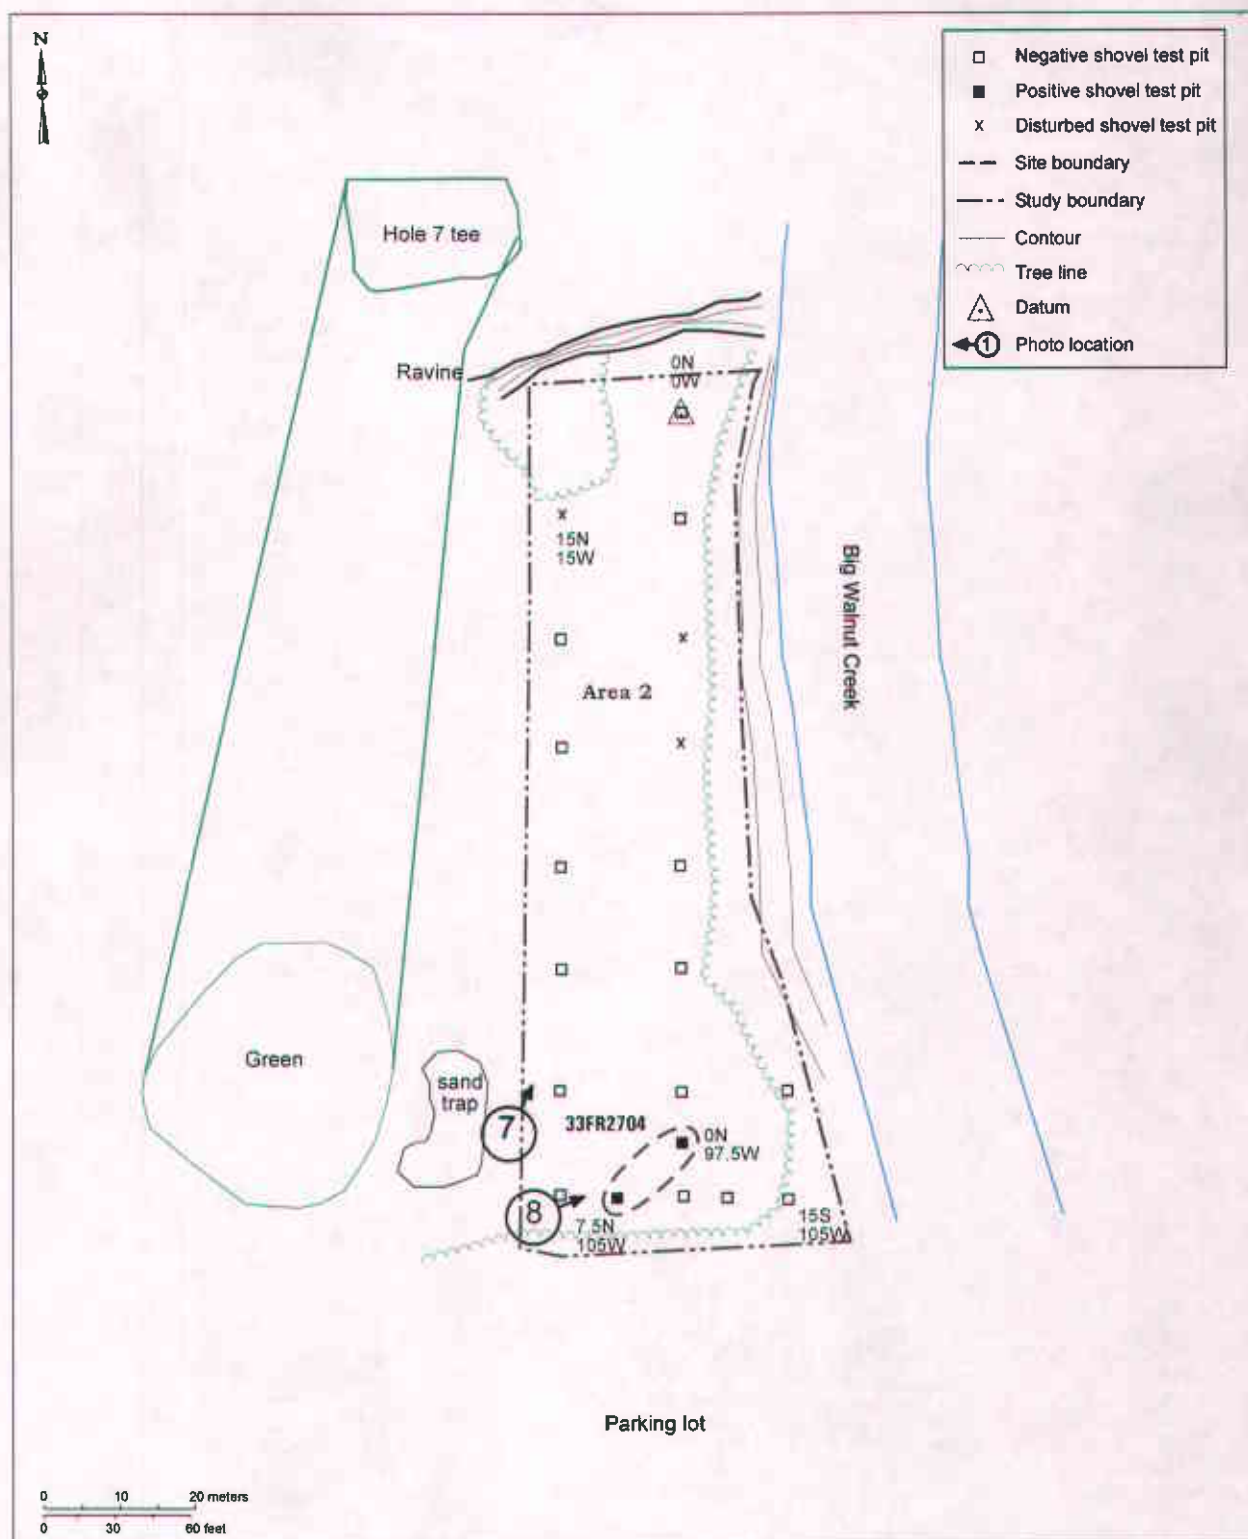 N
Negative shovel test pit
Positive shovel test pit
x Disturbed shovel test pit
Site boundary
Study boundary
Contour
Tree line
Datum
1 Photo location
Hole 7 tee
Ravine
0N
0W
x
15N
15W
x
Big Walnut Creek
Area 2
x
Green
sand
trap
7
33FR2704
0N
97.5W
8
7.5N
105W
15S
105W
Parking lot
0 10 20 meters
0 30 60 feet